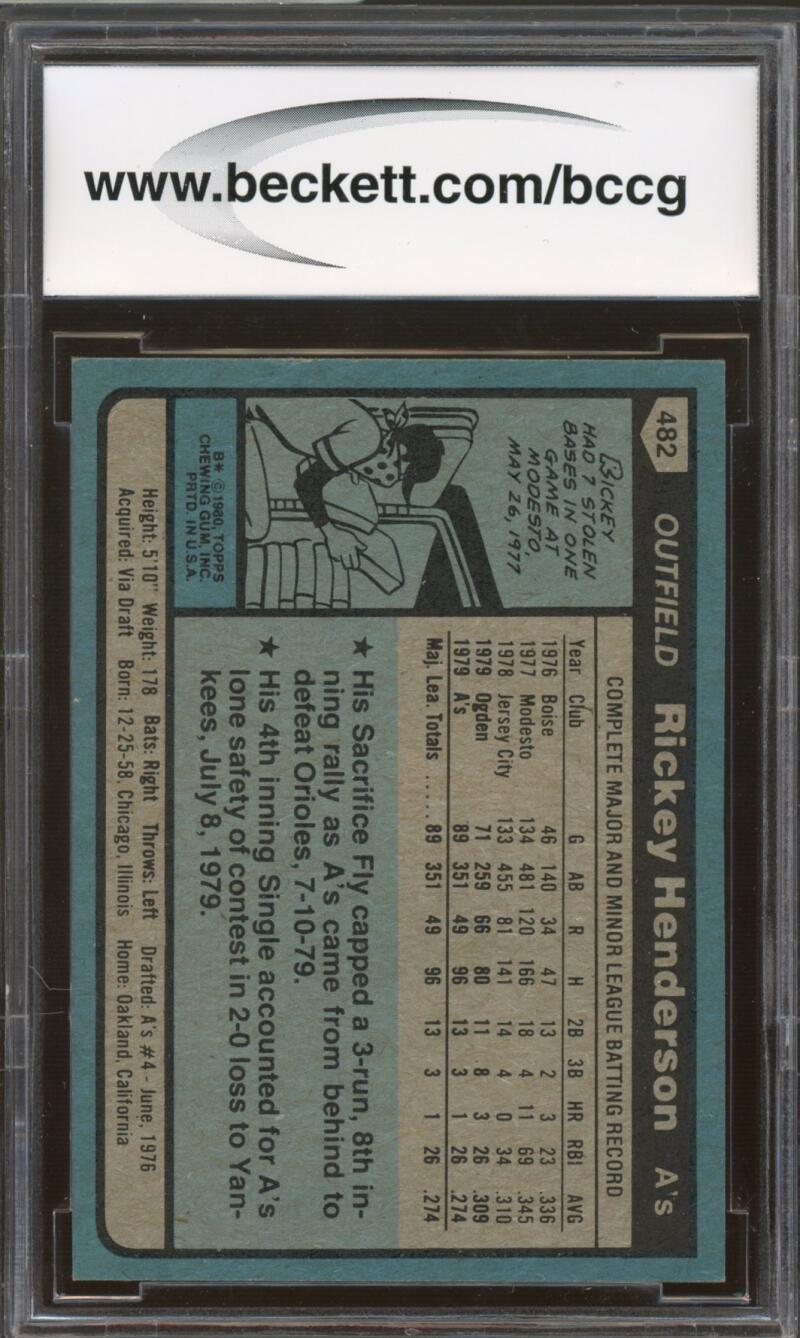 www.beckett.com/bccg
482
OUTFIELD Rickey Henderson A's
RICKEY
HAD 7 STOLEN
BASES IN ONE
GAME AT
MODESTO,
MAY 26, 1977
B* ©1980, TOPPS
CHEWING GUM, INC.
PRTD. IN U.S.A.
COMPLETE MAJOR AND MINOR LEAGUE BATTING RECORD
Year Club G AB R H 2B 3B HR RBI AVG
1976 Boise 46 140 34 47 13 2 3 23 .336
1977 Modesto 134 481 120 166 18 4 11 69 .345
1978 Jersey City 133 455 81 141 14 4 0 34 .310
1979 Ogden 71 259 66 80 11 8 3 26 .309
1979 A's 89 351 49 96 13 3 1 26 .274
Maj. Lea. Totals ..... 89 351 49 96 13 3 1 26 .274
★ His Sacrifice Fly capped a 3-run, 8th in-
ning rally as A's came from behind to
defeat Orioles, 7-10-79.
★ His 4th inning Single accounted for A's
lone safety of contest in 2-0 loss to Yan-
kees, July 8, 1979.
Height: 5'10" Weight: 178 Bats: Right Throws: Left Drafted: A's #4 - June, 1976
Acquired: Via Draft Born: 12-25-58, Chicago, Illinois Home: Oakland, California